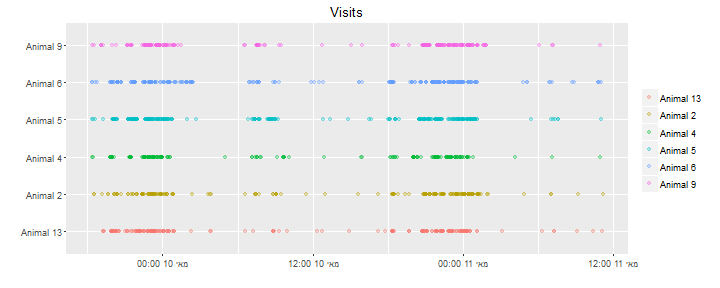 Visits
Animal 9
Animal 6
Animal 5
Animal 4
Animal 2
Animal 13
00:00 10 מאי
12:00 10 מאי
00:00 11 מאי
12:00 11 מאי
Animal 13
Animal 2
Animal 4
Animal 5
Animal 6
Animal 9